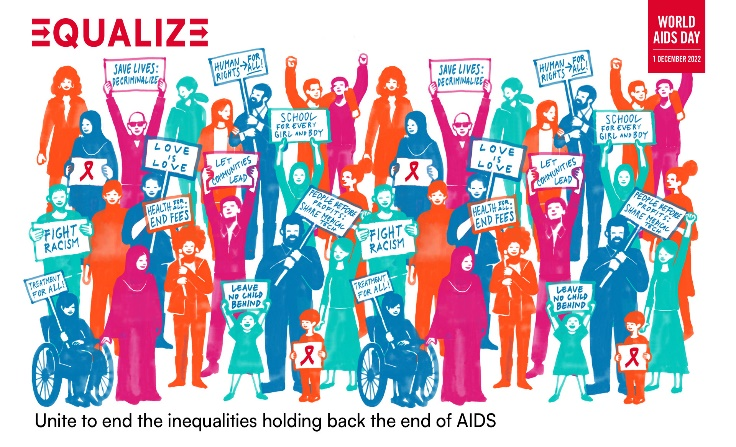 EQUALIZE
WORLD
AIDS DAY
1 DECEMBER 2022
SAVE LIVES:
DECRIMINALIZE
HUMAN
RIGHTS → FOR
ALL!
SAVE LIVES:
DECRIMINALIZE
HUMAN
RIGHTS → FOR
ALL!
SCHOOL
FOR EVERY
GIRL AND BOY
SCHOOL
FOR EVERY
GIRL AND BOY
LOVE
IS
LOVE
LET
COMMUNITIES
LEAD
LOVE
IS
LOVE
LET
COMMUNITIES
LEAD
FIGHT
RACISM
HEALTH FOR
ALL:
END FEES
PEOPLE BEFORE
PROFITS:
SHARE MEDICAL
TECH
FIGHT
RACISM
HEALTH FOR
ALL:
END FEES
PEOPLE BEFORE
PROFITS:
SHARE MEDICAL
TECH
TREATMENT
FOR ALL!
LEAVE
NO CHILD
BEHIND
TREATMENT
FOR ALL!
LEAVE
NO CHILD
BEHIND
Unite to end the inequalities holding back the end of AIDS